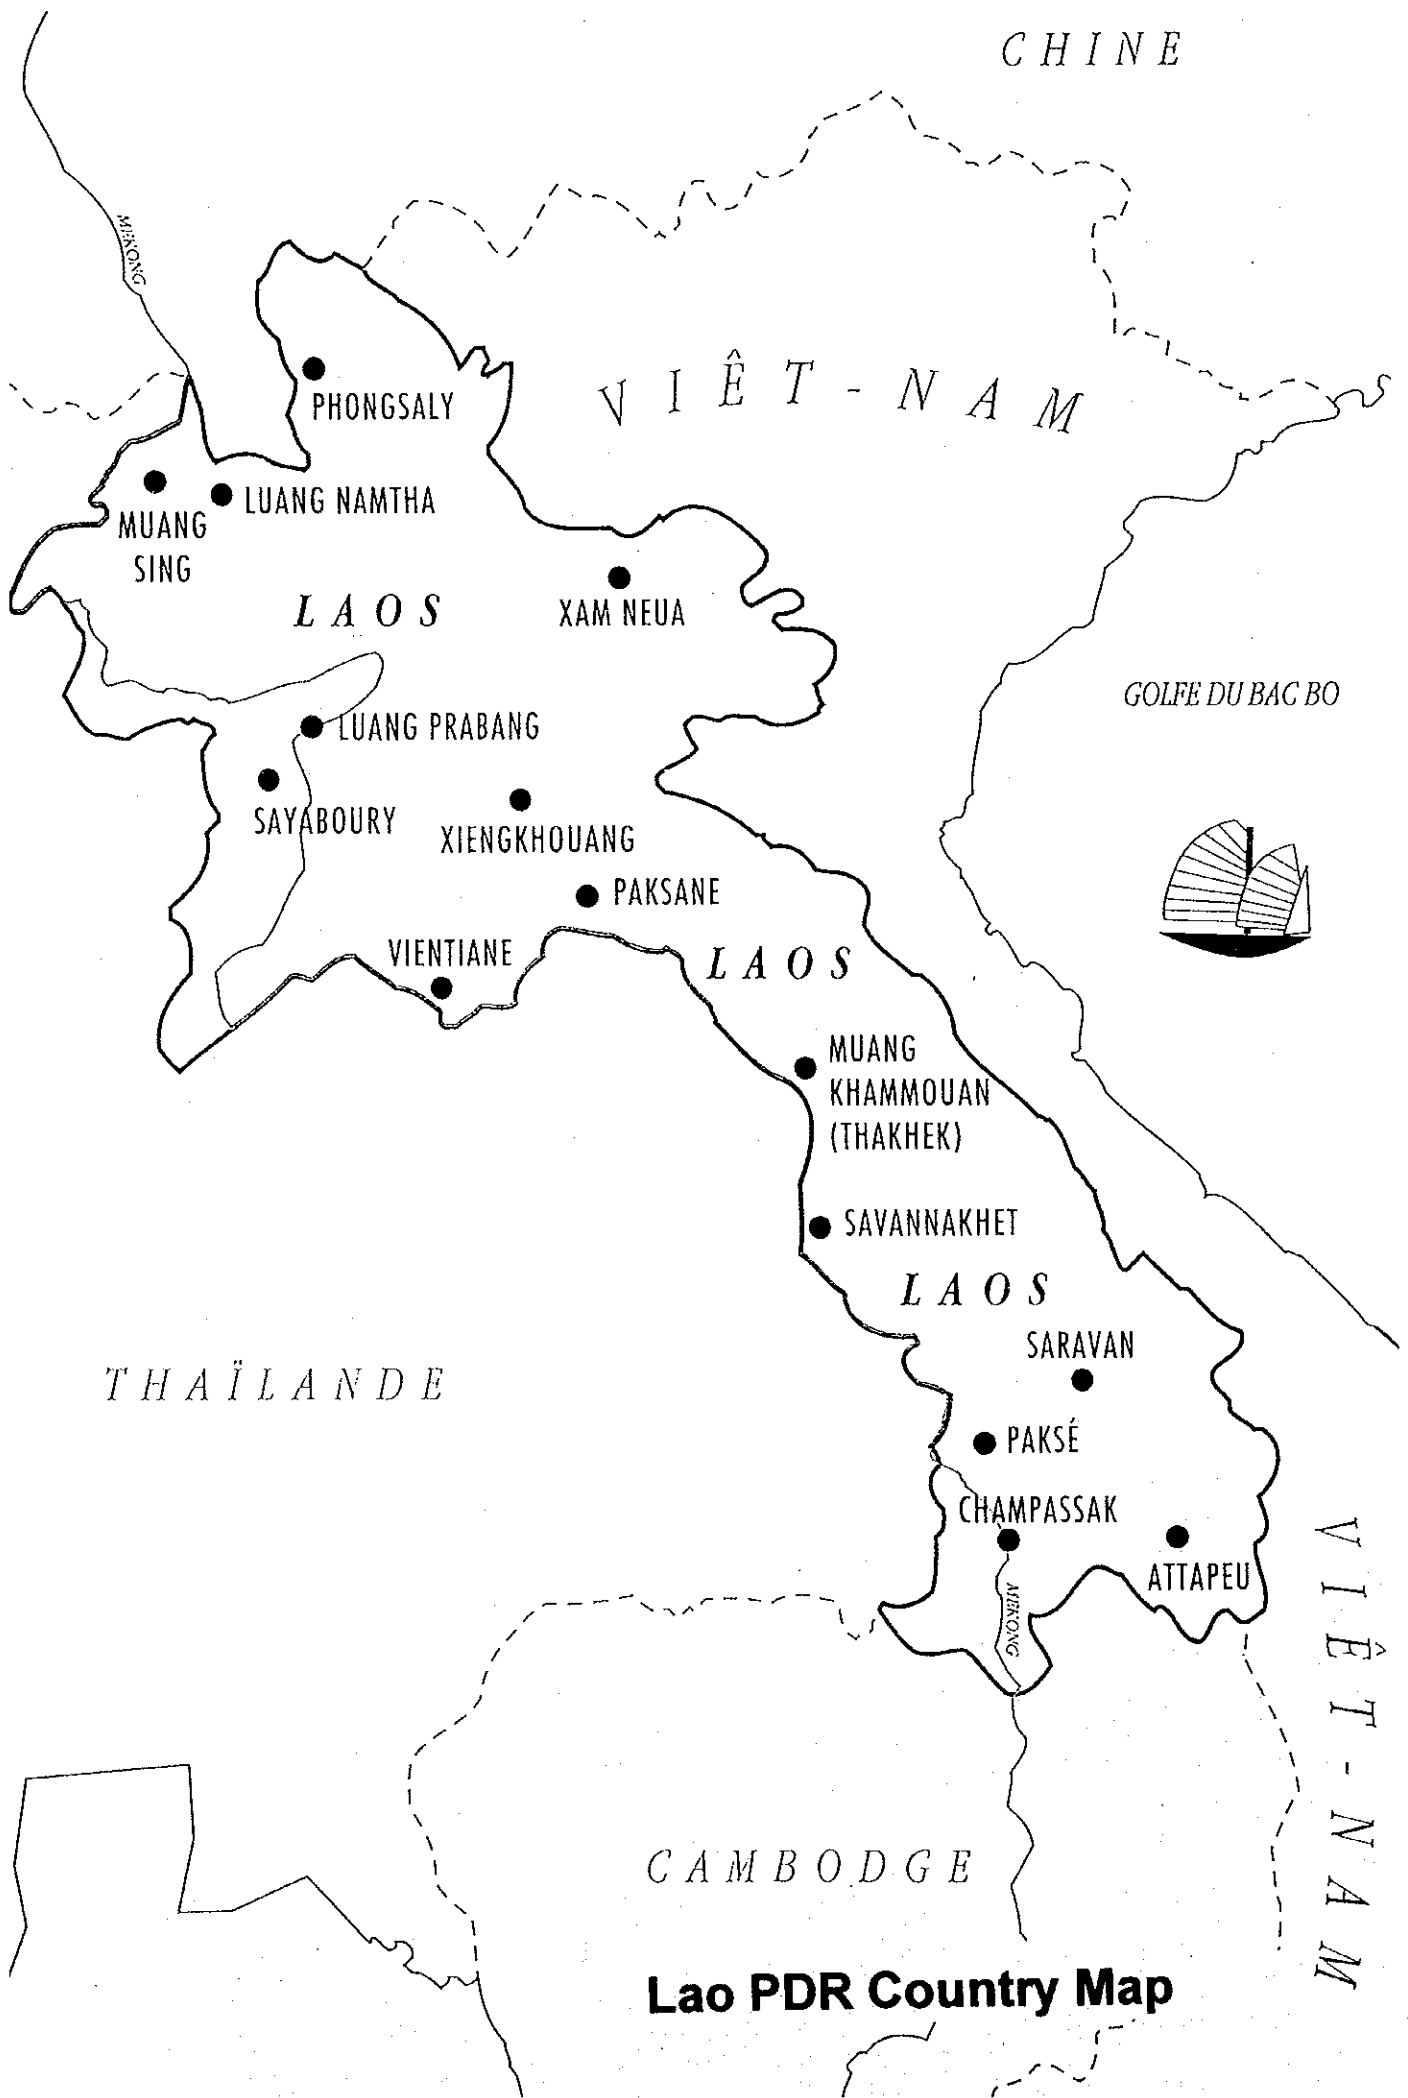 CHINE
MEKONG
VIÊT-NAM
PHONGSALY
LUANG NAMTHA
MUANG
SING
LAOS
XAM NEUA
GOLFE DU BAC BO
LUANG PRABANG
SAYABOURY
XIENGKHOUANG
PAKSANE
VIENTIANE
LAOS
MUANG
KHAMMOUAN
(THAKHEK)
SAVANNAKHET
LAOS
SARAVAN
THAÏLANDE
PAKSÉ
CHAMPASSAK
ATTAPEU
MEKONG
VIÊT-NAM
CAMBODGE
Lao PDR Country Map